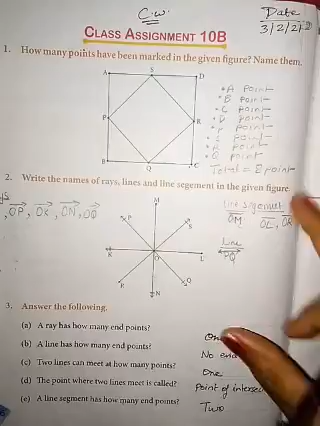 C.W.
Date
3/2/21
CLASS ASSIGNMENT 10B
1. How many points have been marked in the given figure? Name them.
A S D
P R
B Q C
• A Point
• B Point
• C Point
• D Point
• P Point
• S Point
• R Point
• Q Point
Total = 8 point
2. Write the names of rays, lines and line segement in the given figure.
, OP, OX, ON, OQ
line segement
OM OL, OR
line
PQ
M
P S
K O L
R Q
N
3. Answer the following.
(a) A ray has how many end points?
One
(b) A line has how many end points?
No end
(c) Two lines can meet at how many points?
One
(d) The point where two lines meet is called?
Point of intersec
(e) A line segment has how many end points?
Two